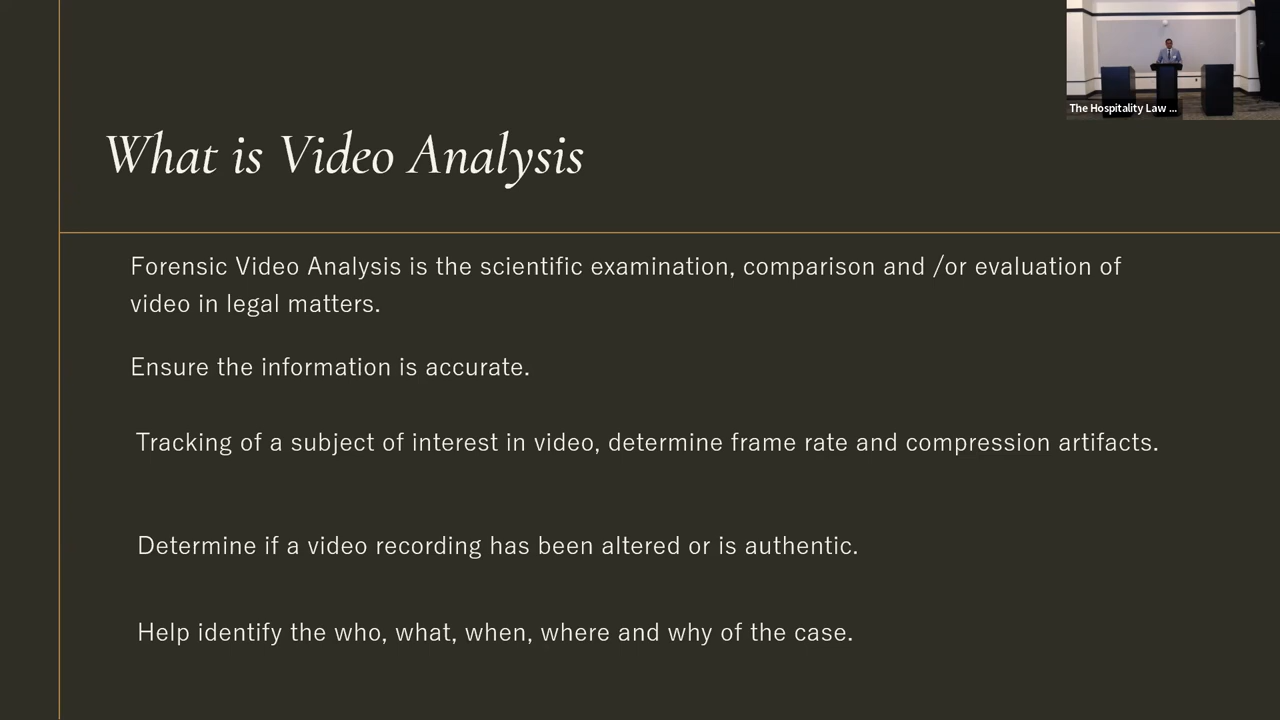 The Hospitality Law ...
What is Video Analysis
Forensic Video Analysis is the scientific examination, comparison and /or evaluation of
video in legal matters.
Ensure the information is accurate.
Tracking of a subject of interest in video, determine frame rate and compression artifacts.
Determine if a video recording has been altered or is authentic.
Help identify the who, what, when, where and why of the case.